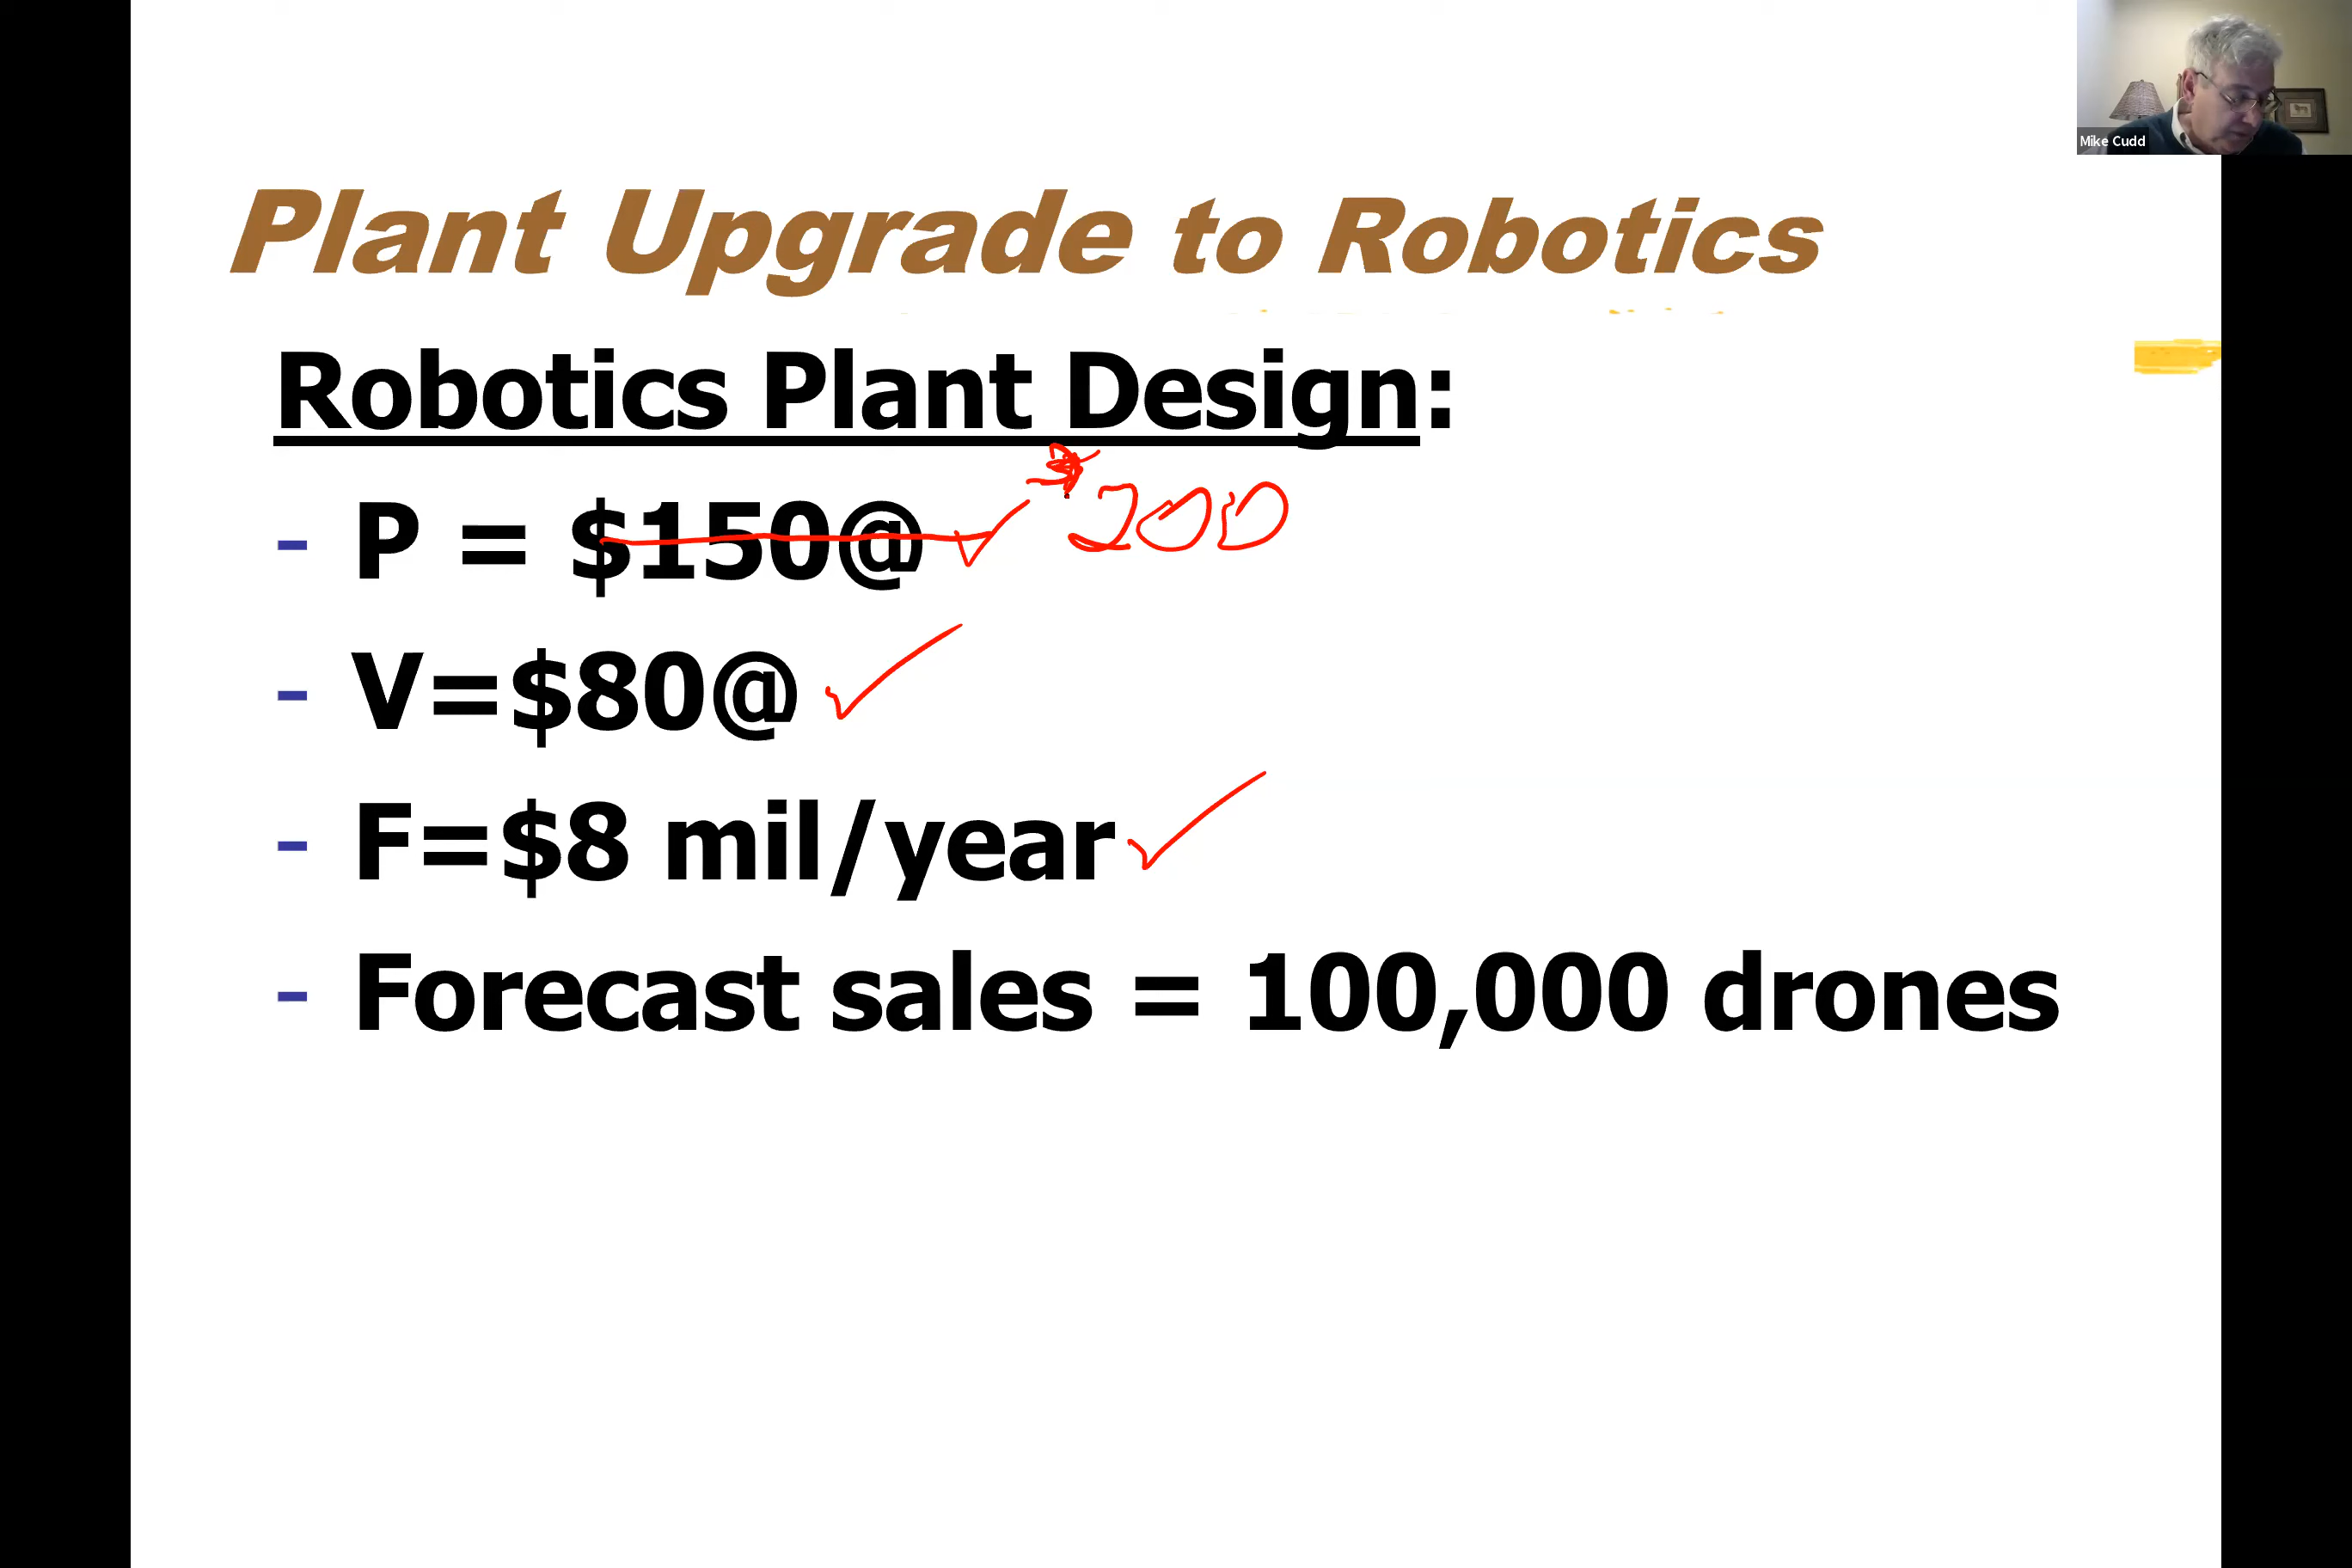 Mike Cudd
Plant Upgrade to Robotics
Robotics Plant Design:
- P = $150@ 200
- V=$80@
- F=$8 mil/year
- Forecast sales = 100,000 drones